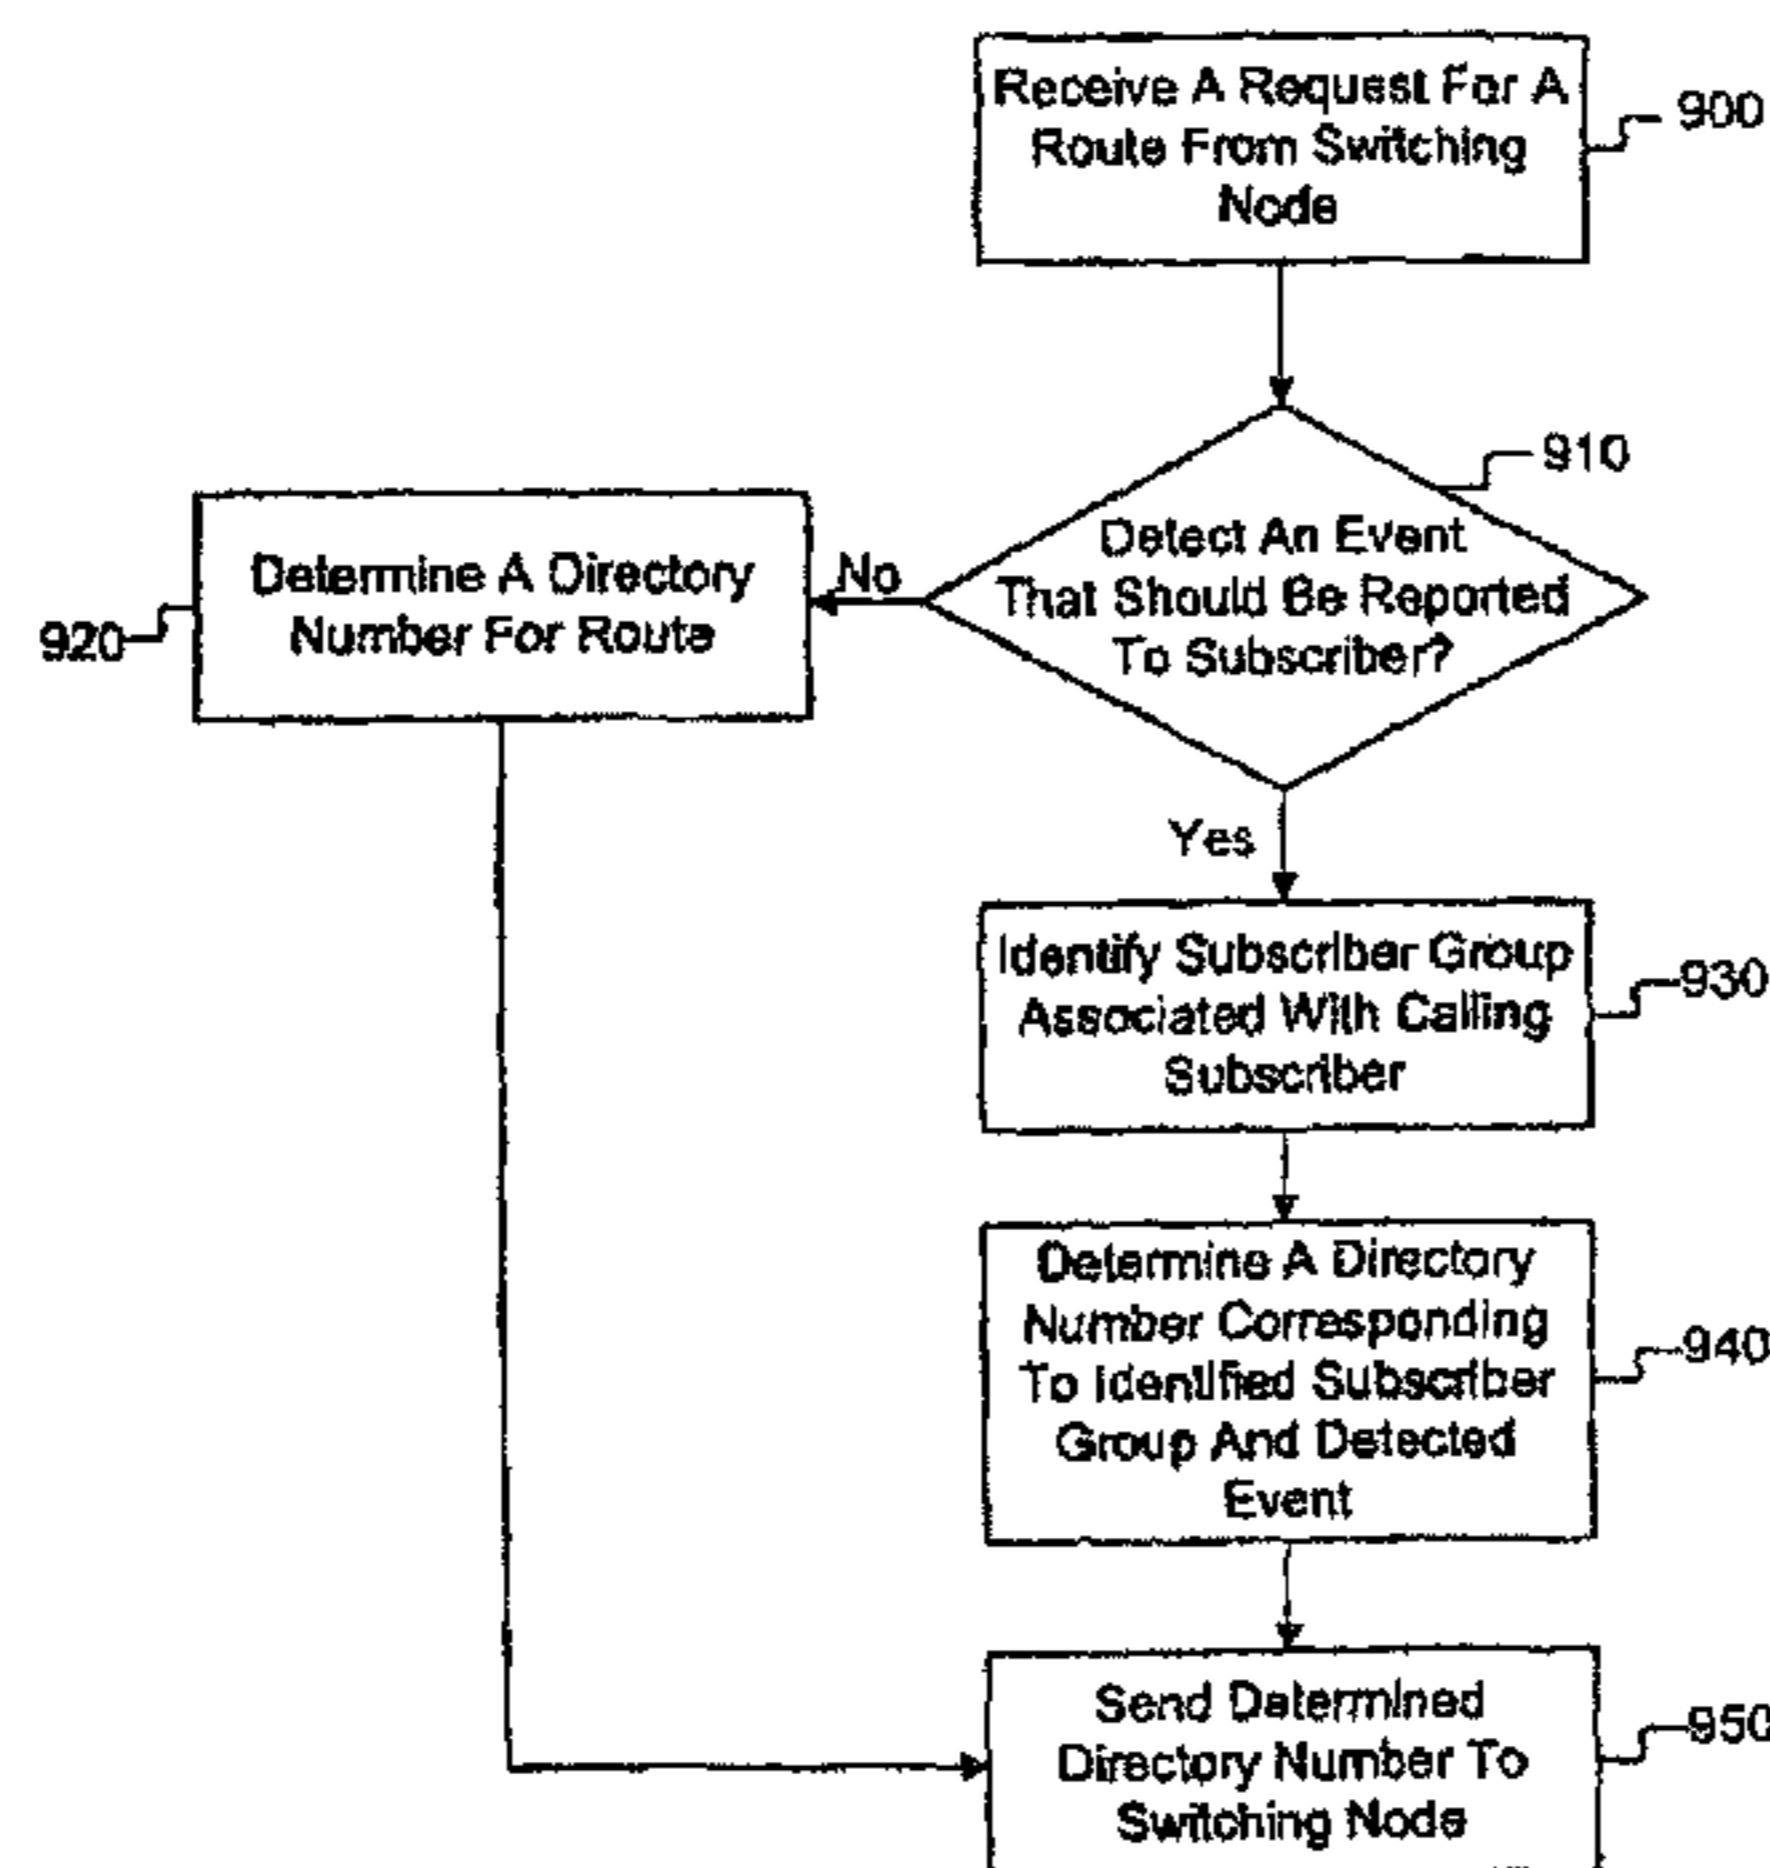 Receive A Request For A
Route From Switching
Node
900
910
Detect An Event
That Should Be Reported
To Subscriber?
No
Determine A Directory
Number For Route
920
Yes
Identify Subscriber Group
Associated With Calling
Subscriber
930
Determine A Directory
Number Corresponding
To Identified Subscriber
Group And Detected
Event
940
Send Determined
Directory Number To
Switching Node
950